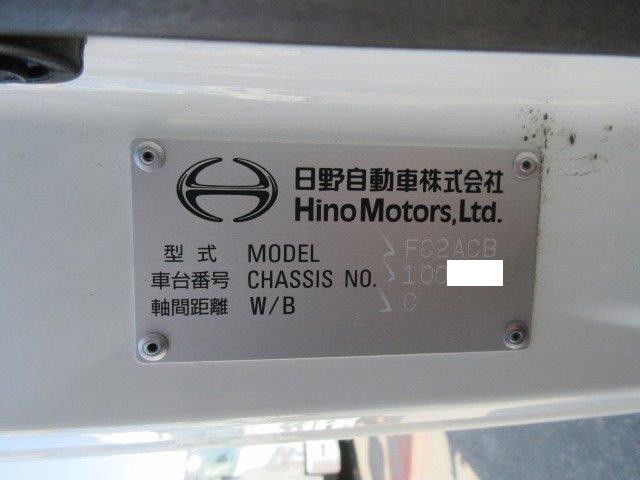 日野自動車株式会社
Hino Motors, Ltd.
型式 MODEL FC2ACB
車台番号 CHASSIS NO. 100
軸間距離 W/B C